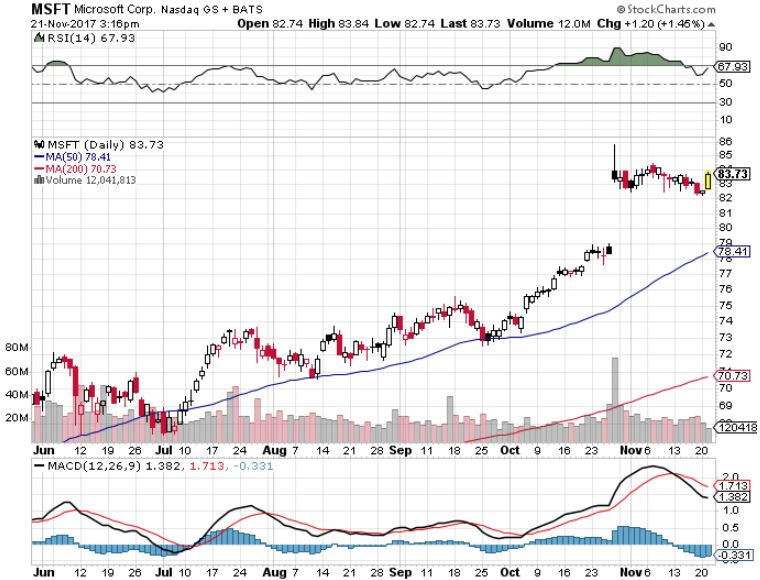 MSFT Microsoft Corp. Nasdaq GS + BATS © StockCharts.com
21-Nov-2017 3:16pm Open 82.74 High 83.84 Low 82.74 Last 83.73 Volume 12.0M Chg +1.20 (+1.45%)
RSI(14) 67.93
90
67.93
50
30
10
MSFT (Daily) 83.73
MA(50) 78.41
MA(200) 70.73
Volume 12,041,813
86
85
84
83.73
83
82
81
80
79
78.41
78
77
76
75
74
73
72
71
70.73
70
69
120418
80M
60M
40M
20M
Jun 12 19 26 Jul 10 17 24 Aug 7 14 21 28 Sep 11 18 25 Oct 9 16 23 Nov 6 13 20
MACD(12,26,9) 1.382, 1.713, -0.331
2.0
1.713
1.382
1.0
0.5
0.0
-0.331
Jun 12 19 26 Jul 10 17 24 Aug 7 14 21 28 Sep 11 18 25 Oct 9 16 23 Nov 6 13 20